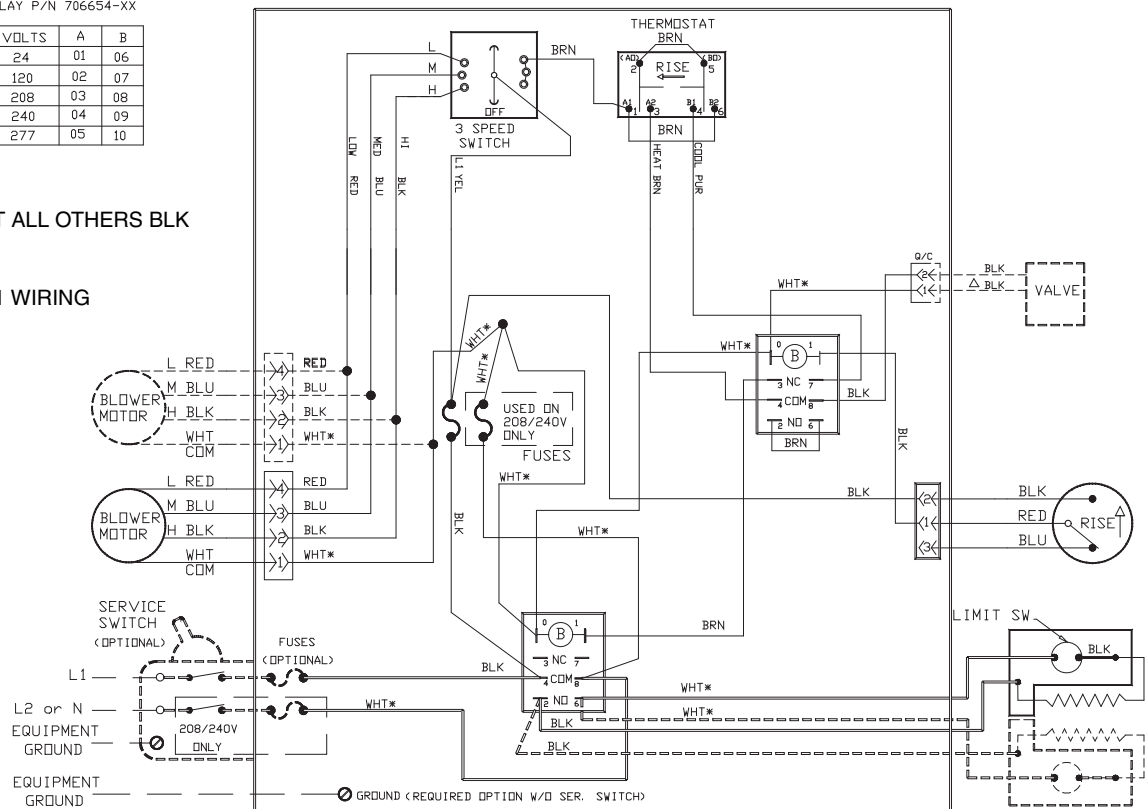 LAY P/N 706654-XX
VOLTS A B
24 01 06
120 02 07
208 03 08
240 04 09
277 05 10
T ALL OTHERS BLK
WIRING
L
M
H
OFF
3 SPEED
SWITCH
BRN
THERMOSTAT
BRN
(AO) (BO)
2 RISE 5
A1 A2 B1 B2
1 3 4 6
BRN
LOW RED
MED BLU
HI BLK
L1 YEL
HEAT BRN
COOL PUR
Q/C
2 BLK
1 BLK
VALVE
WHT*
WHT*
0 B 1
3 NC 7
4 COM 8
2 NO 6
BRN
BLK
BLK
WHT*
WHT*
USED ON
208/240V
ONLY
FUSES
WHT*
BLK
WHT*
BLOWER
MOTOR
L RED 4 RED
M BLU 3 BLU
H BLK 2 BLK
WHT 1 WHT*
COM
BLOWER
MOTOR
L RED 4 RED
M BLU 3 BLU
H BLK 2 BLK
WHT 1 WHT*
COM
BLK 2 BLK
1 RED
3 BLU
RISE
0 B 1
3 NC 7
4 COM 8
2 NO 6
BRN
SERVICE
SWITCH
(OPTIONAL)
FUSES
(OPTIONAL)
L1
BLK
L2 or N
WHT*
208/240V
ONLY
EQUIPMENT
GROUND
EQUIPMENT
GROUND
GROUND (REQUIRED OPTION W/O SER. SWITCH)
WHT*
WHT*
BLK
BLK
LIMIT SW.
BLK